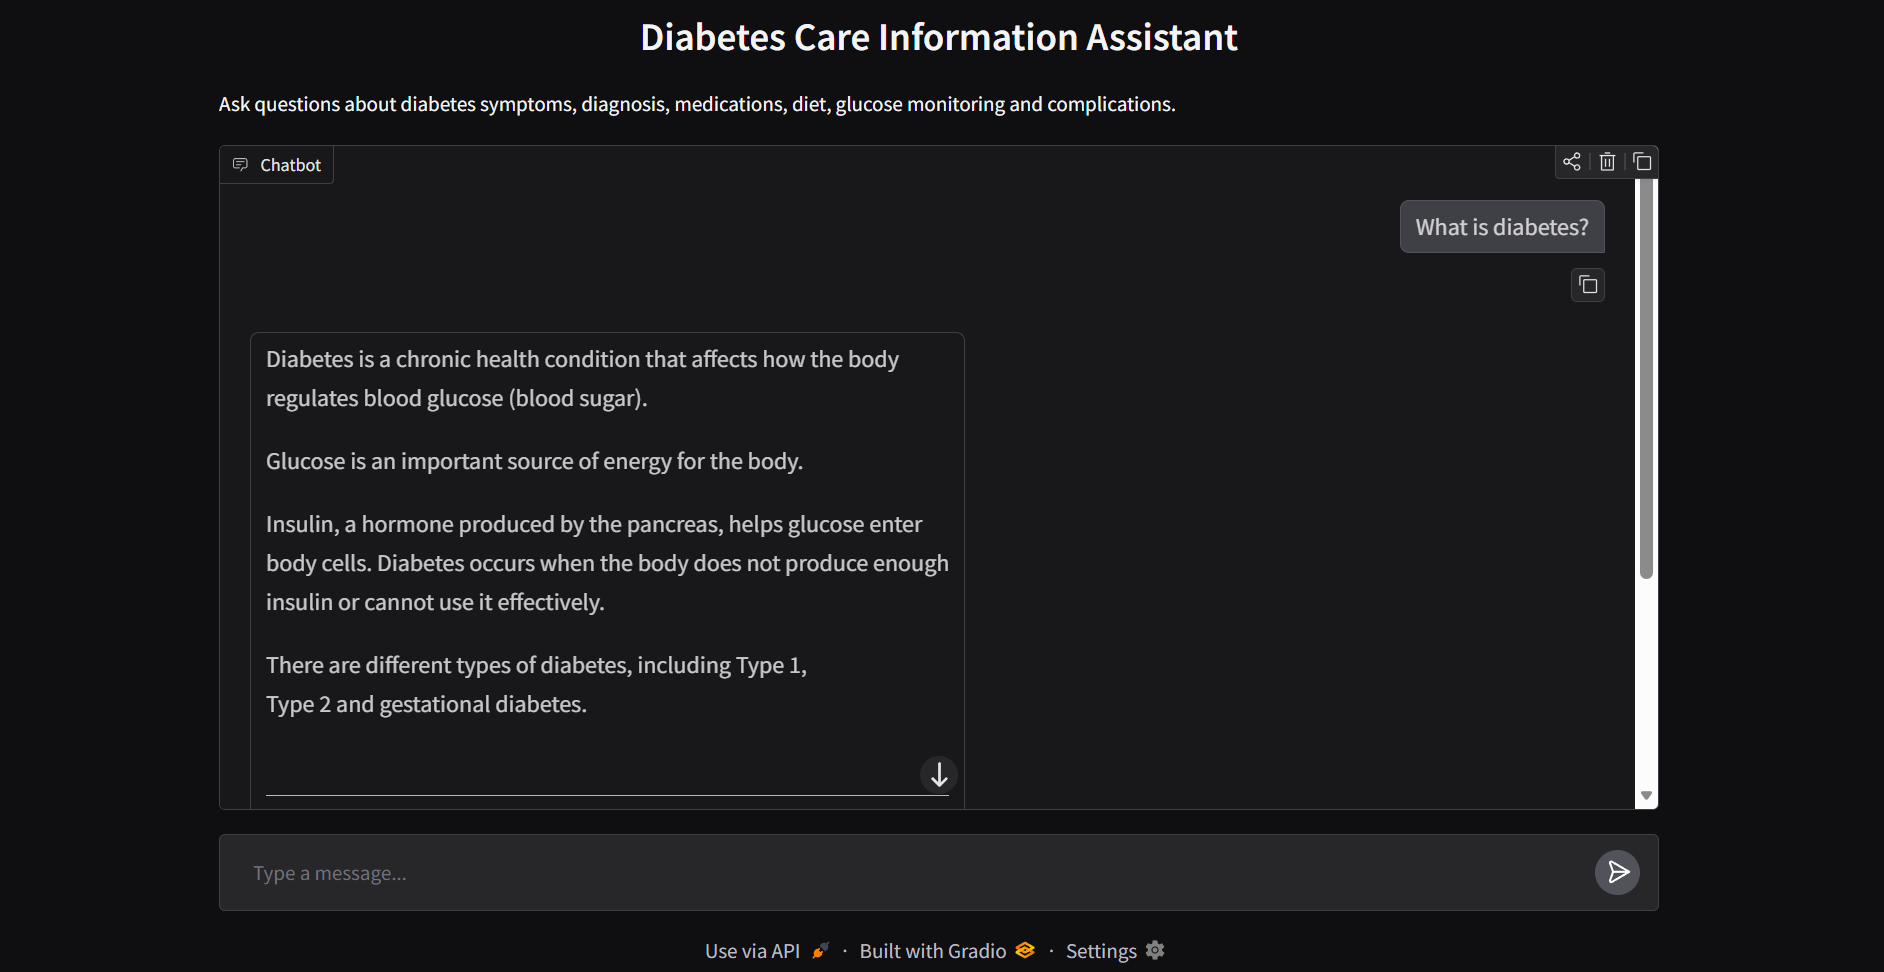 Diabetes Care Information Assistant
Ask questions about diabetes symptoms, diagnosis, medications, diet, glucose monitoring and complications.
Chatbot
What is diabetes?
Diabetes is a chronic health condition that affects how the body
regulates blood glucose (blood sugar).
Glucose is an important source of energy for the body.
Insulin, a hormone produced by the pancreas, helps glucose enter
body cells. Diabetes occurs when the body does not produce enough
insulin or cannot use it effectively.
There are different types of diabetes, including Type 1,
Type 2 and gestational diabetes.
Type a message...
Use via API · Built with Gradio · Settings